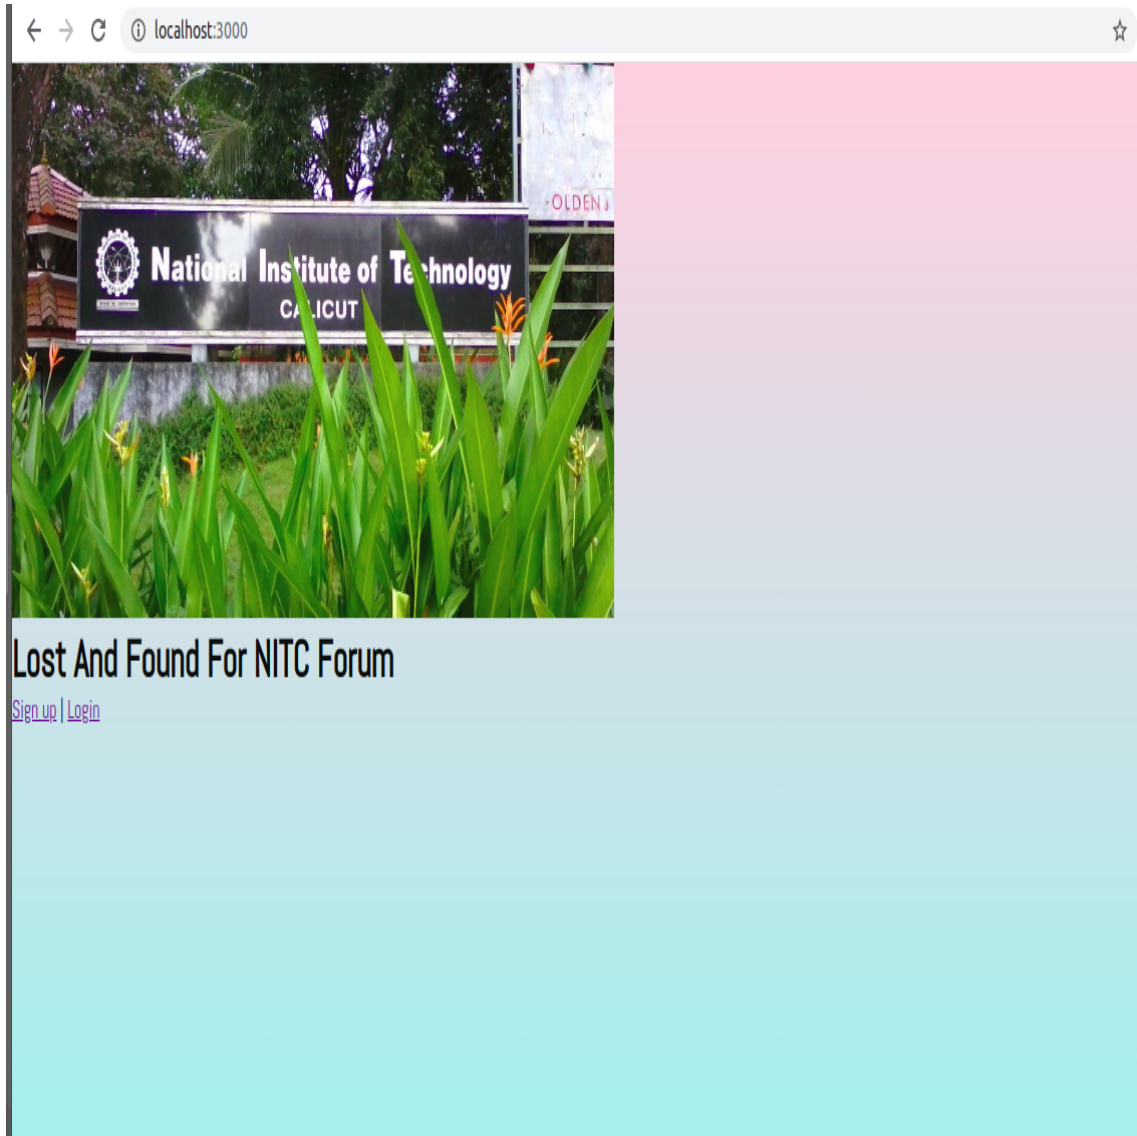 localhost:3000
-OLDEN
National Institute of Technology
CALICUT
Lost And Found For NITC Forum
Sign up | Login